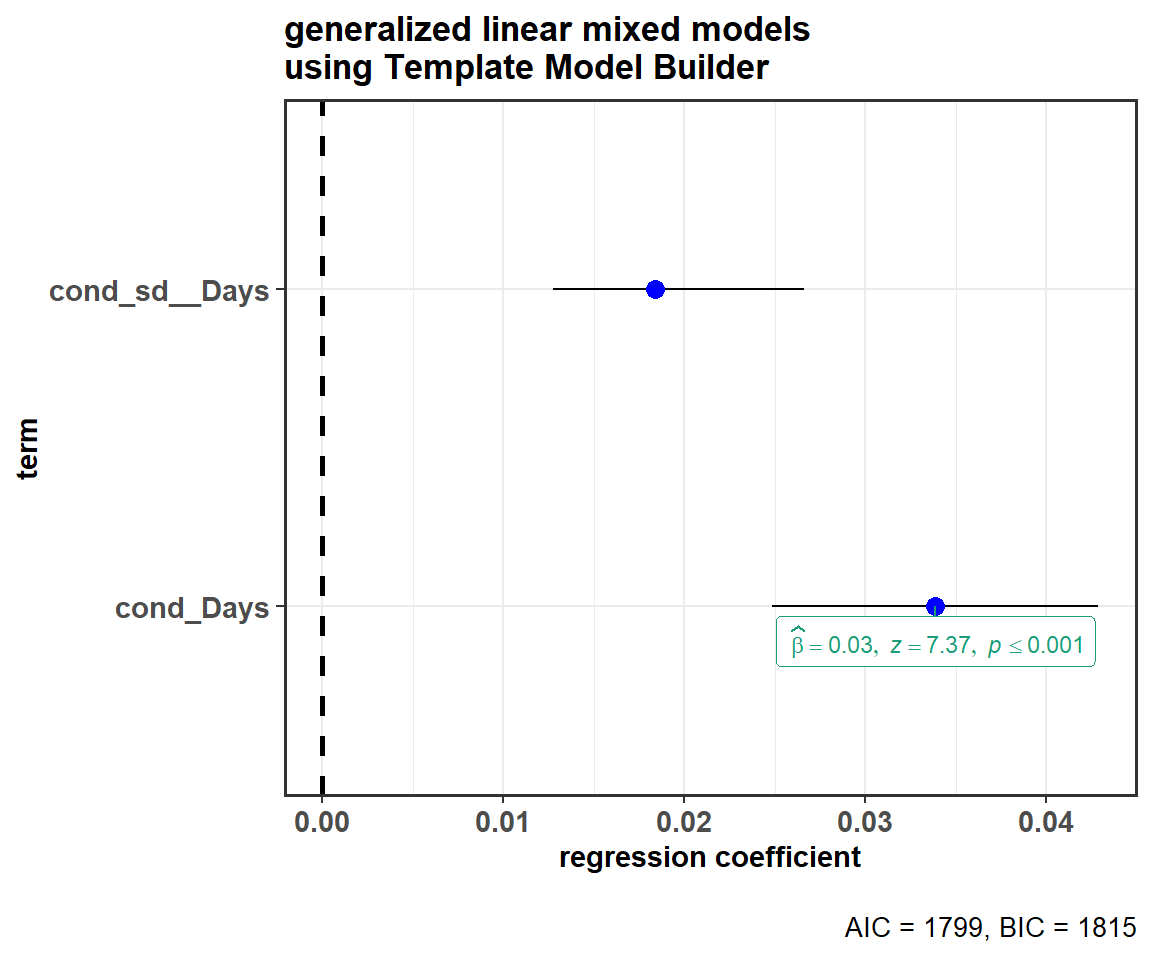 generalized linear mixed models
using Template Model Builder
term
cond_sd__Days
cond_Days
β̂ = 0.03, z = 7.37, p ≤ 0.001
0.00 0.01 0.02 0.03 0.04
regression coefficient
AIC = 1799, BIC = 1815